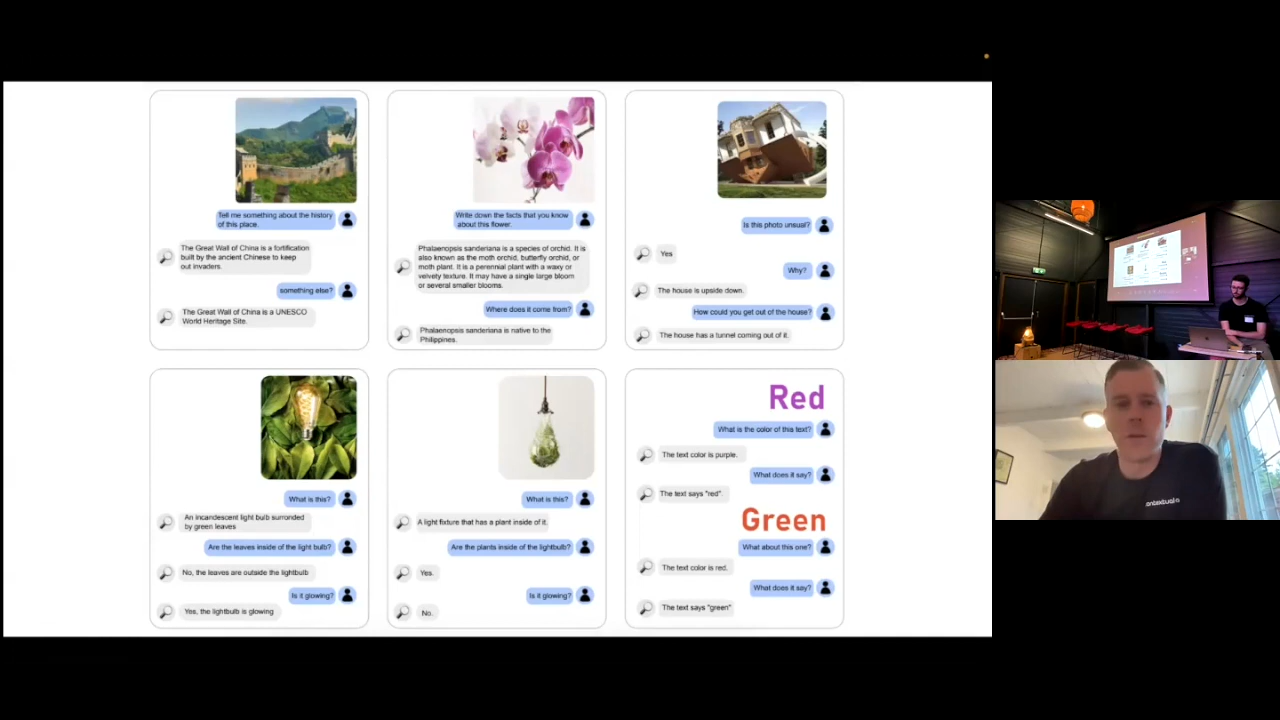 Tell me something about the history
of this place.
The Great Wall of China is a fortification
built by the ancient Chinese to keep
out invaders.
something else?
The Great Wall of China is a UNESCO
World Heritage Site.
Write down the facts that you know
about this flower.
Phalaenopsis sanderiana is a species of orchid. It is
also known as the moth orchid, butterfly orchid, or
moth plant. It is a perennial plant with a waxy or
velvety texture. It may have a single large bloom
or several smaller blooms.
Where does it come from?
Phalaenopsis sanderiana is native to the
Philippines.
Is this photo unsual?
Yes
Why?
The house is upside down.
How could you get out of the house?
The house has a tunnel coming out of it.
What is this?
An incandescent light bulb surronded
by green leaves
Are the leaves inside of the light bulb?
No, the leaves are outside the lightbulb
Is it glowing?
Yes, the lightbulb is glowing
What is this?
A light fixture that has a plant inside of it.
Are the plants inside of the lightbulb?
Yes.
Is it glowing?
No.
Red
What is the color of this text?
The text color is purple.
What does it say?
The text says "red".
Green
What about this one?
The text color is red.
What does it say?
The text says "green"